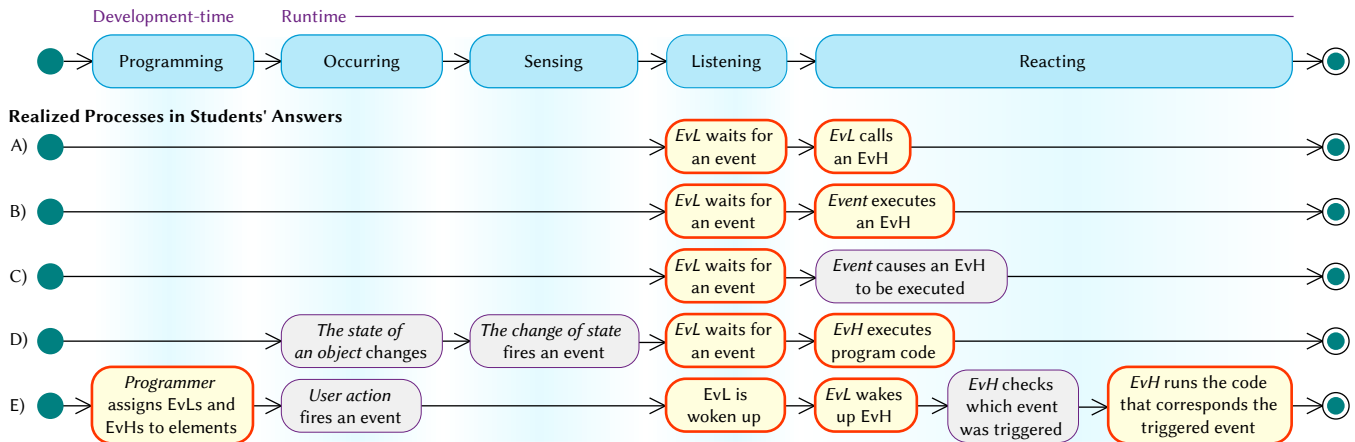 Development-time
Runtime
Programming
Occurring
Sensing
Listening
Reacting
Realized Processes in Students' Answers
A)
EvL waits for
an event
EvL calls
an EvH
B)
EvL waits for
an event
Event executes
an EvH
C)
EvL waits for
an event
Event causes an EvH
to be executed
D)
The state of
an object changes
The change of state
fires an event
EvL waits for
an event
EvH executes
program code
E)
Programmer
assigns EvLs and
EvHs to elements
User action
fires an event
EvL is
woken up
EvL wakes
up EvH
EvH checks
which event
was triggered
EvH runs the code
that corresponds the
triggered event